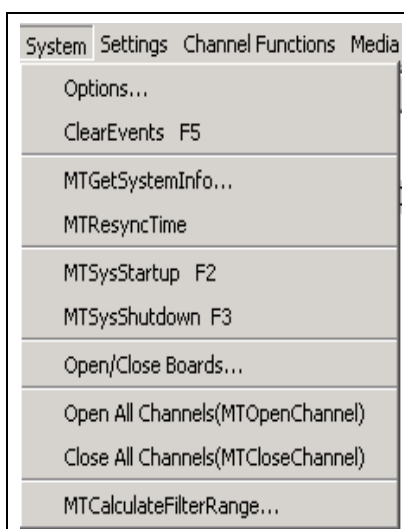 System Settings Channel Functions Media
Options...
ClearEvents F5
MTGetSystemInfo...
MTResyncTime
MTSysStartup F2
MTSysShutdown F3
Open/Close Boards...
Open All Channels(MTOpenChannel)
Close All Channels(MTCloseChannel)
MTCalculateFilterRange...